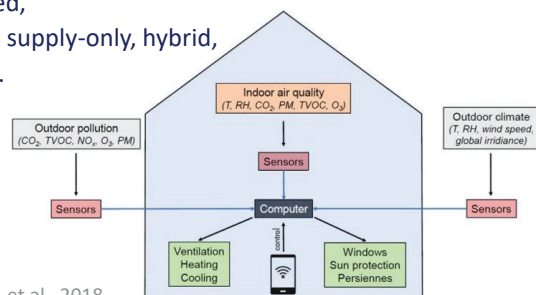 ed,
supply-only, hybrid,
.
Indoor air quality
(T, RH, CO₂, PM, TVOC, O₃)
Outdoor pollution
(CO₂, TVOC, NOₓ, O₃, PM)
Outdoor climate
(T, RH, wind speed,
global irridiance)
Sensors
Sensors
Computer
Sensors
control
Ventilation
Heating
Cooling
Windows
Sun protection
Persiennes
et al., 2018